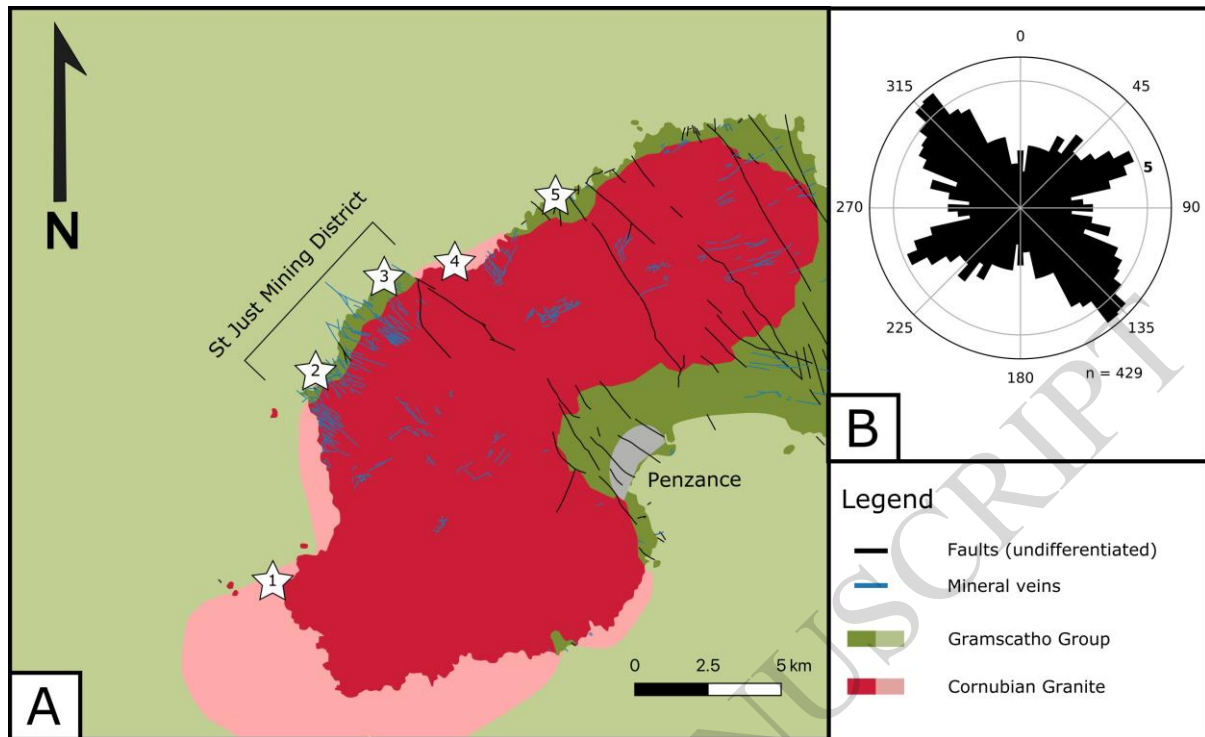 N
St Just Mining District
1
2
3
4
5
Penzance
0 2.5 5 km
A
0
45
5
90
135
180
225
270
315
n = 429
B
Legend
Faults (undifferentiated)
Mineral veins
Gramscatho Group
Cornubian Granite
MANUSCRIPT